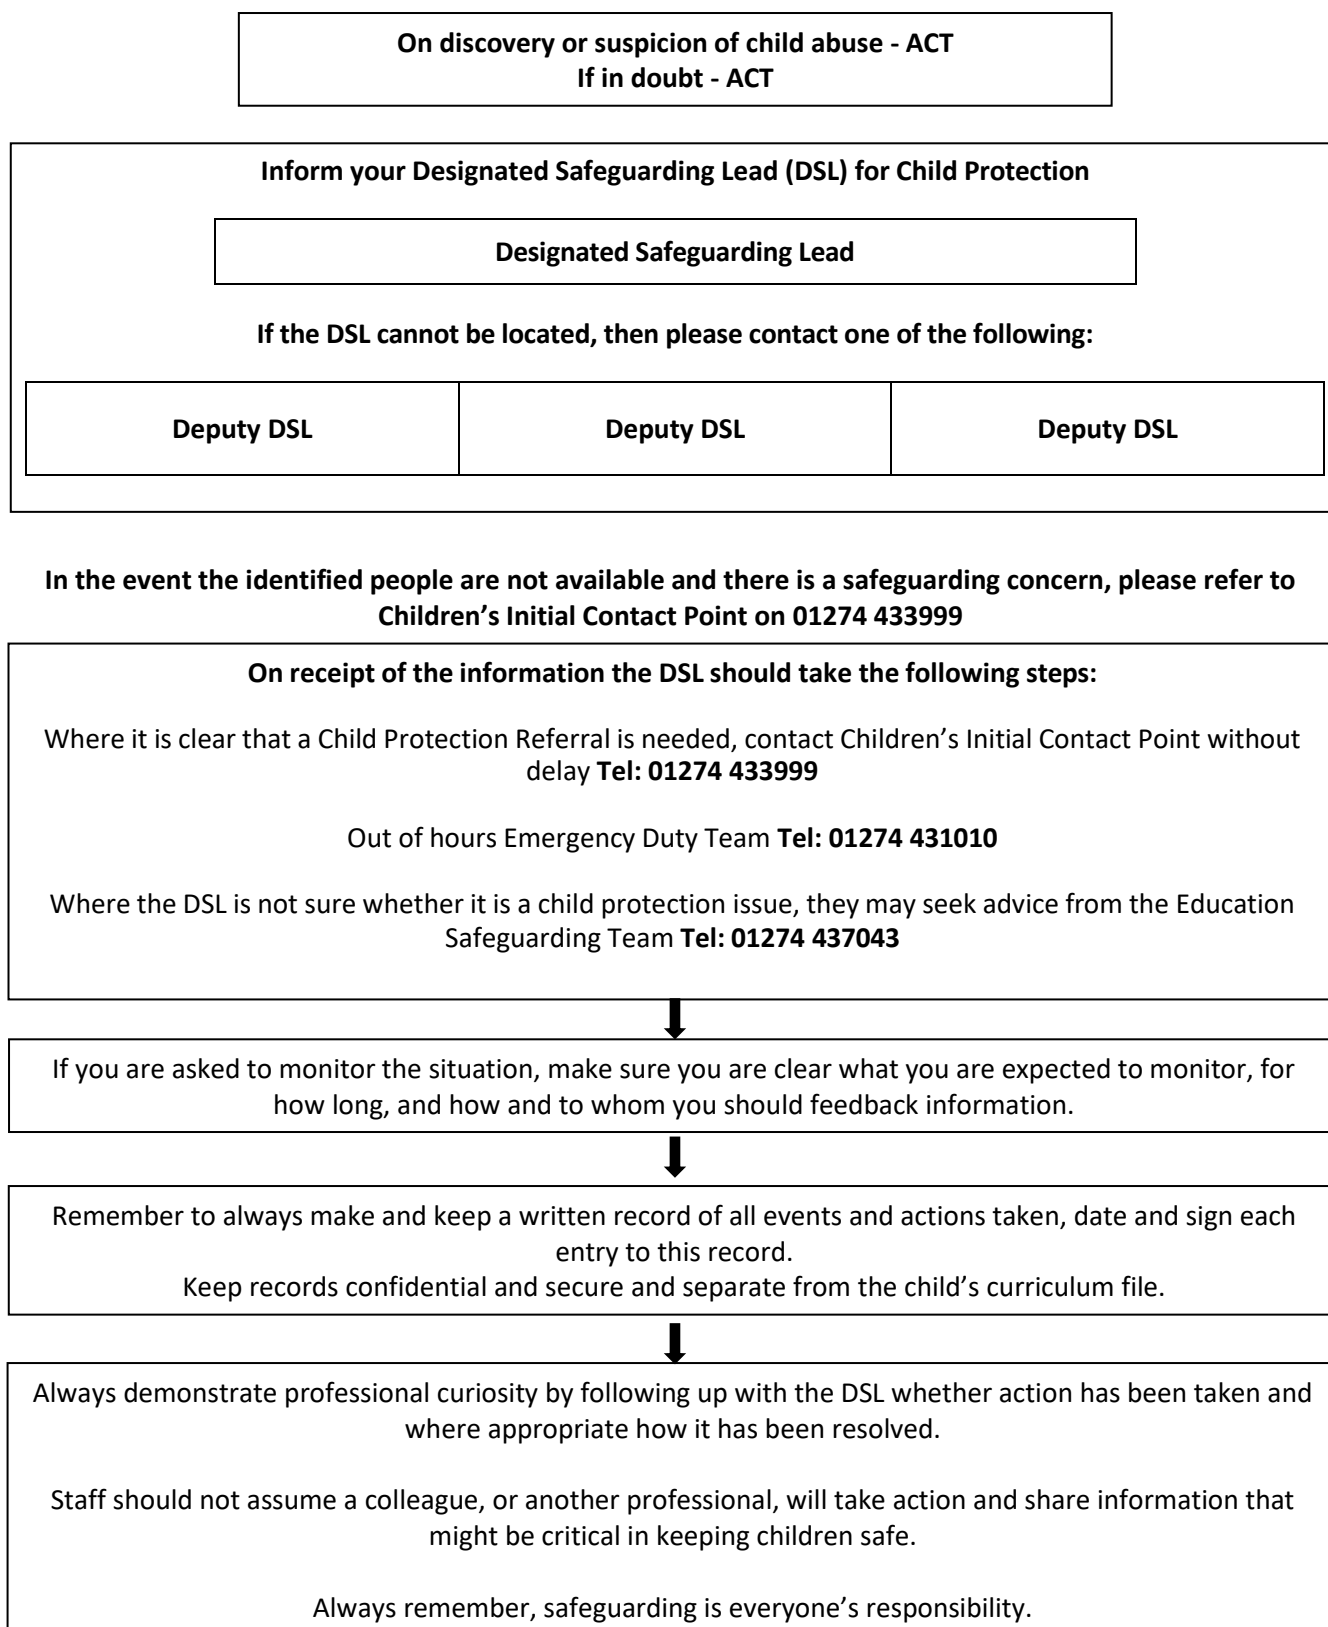 On discovery or suspicion of child abuse - ACT
If in doubt - ACT
Inform your Designated Safeguarding Lead (DSL) for Child Protection
Designated Safeguarding Lead
If the DSL cannot be located, then please contact one of the following:
Deputy DSL
Deputy DSL
Deputy DSL
In the event the identified people are not available and there is a safeguarding concern, please refer to
Children’s Initial Contact Point on 01274 433999
On receipt of the information the DSL should take the following steps:
Where it is clear that a Child Protection Referral is needed, contact Children’s Initial Contact Point without
delay Tel: 01274 433999
Out of hours Emergency Duty Team Tel: 01274 431010
Where the DSL is not sure whether it is a child protection issue, they may seek advice from the Education
Safeguarding Team Tel: 01274 437043
If you are asked to monitor the situation, make sure you are clear what you are expected to monitor, for
how long, and how and to whom you should feedback information.
Remember to always make and keep a written record of all events and actions taken, date and sign each
entry to this record.
Keep records confidential and secure and separate from the child’s curriculum file.
Always demonstrate professional curiosity by following up with the DSL whether action has been taken and
where appropriate how it has been resolved.
Staff should not assume a colleague, or another professional, will take action and share information that
might be critical in keeping children safe.
Always remember, safeguarding is everyone’s responsibility.